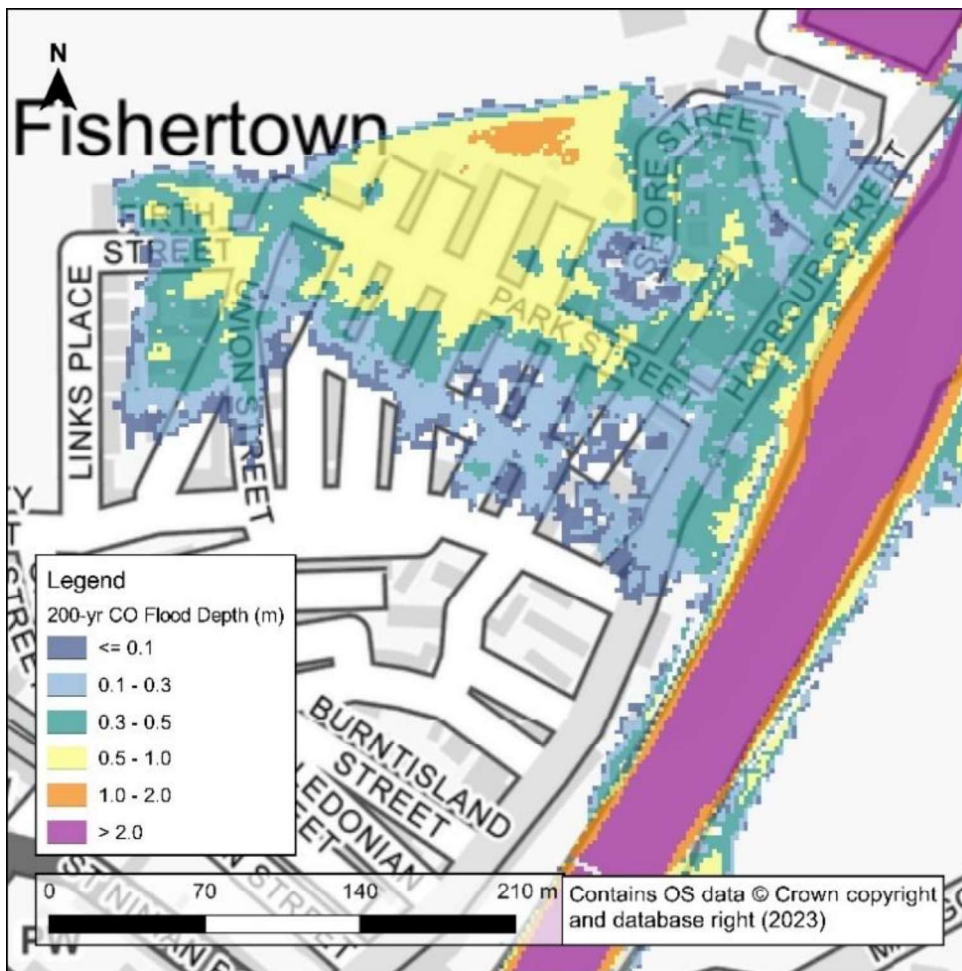 N
Fishertown
FIRTH
STREET
LINKS PLACE
UNION STREET
SHORE STREET
PARK STREET
HARBOUR STREET
Legend
200-yr CO Flood Depth (m)
<= 0.1
0.1 - 0.3
0.3 - 0.5
0.5 - 1.0
1.0 - 2.0
> 2.0
BURNTISLAND
STREET
0 70 140 210 m
Contains OS data © Crown copyright
and database right (2023)